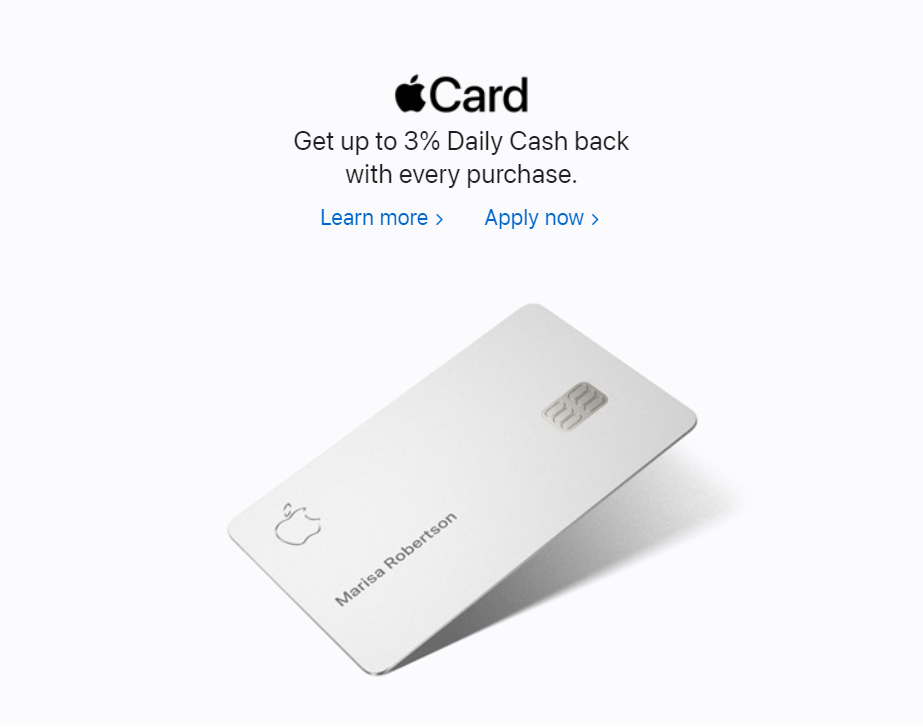 Card
Get up to 3% Daily Cash back
with every purchase.
Learn more >
Apply now >
Marisa Robertson